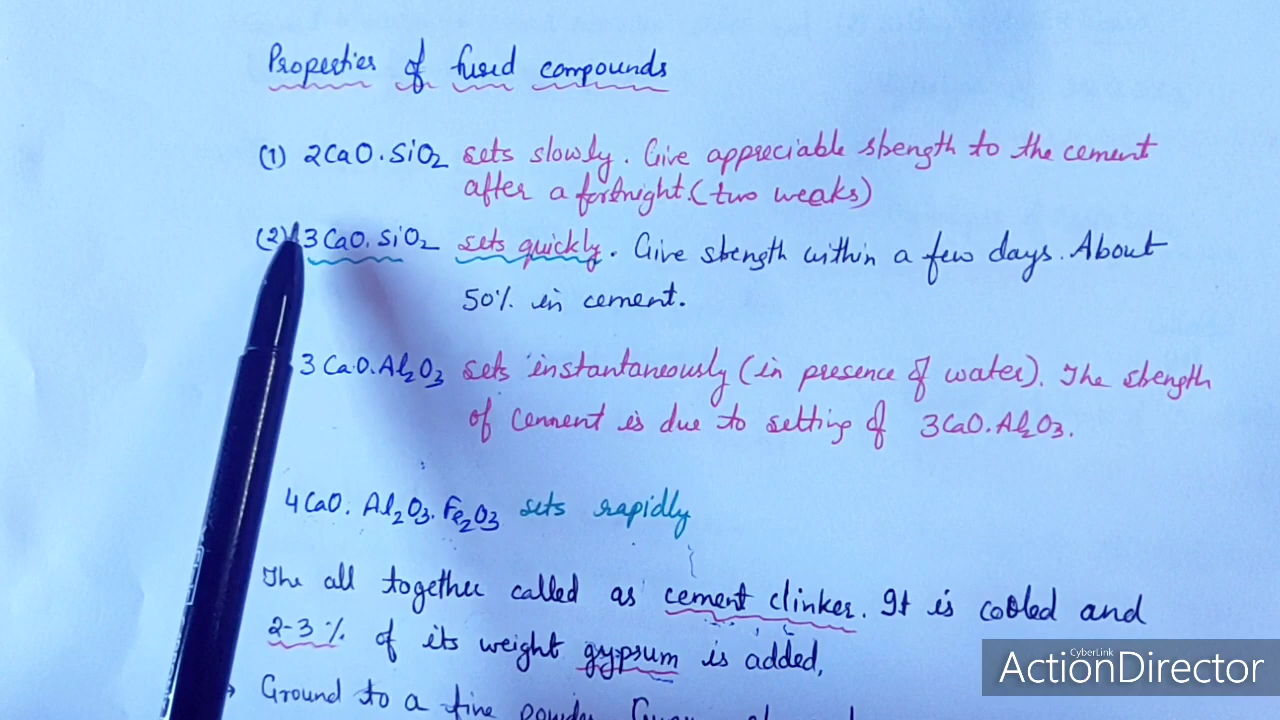 Properties of fused compounds
(1) 2CaO.SiO₂ sets slowly. Give appreciable strength to the cement
after a fortnight.(two weaks)
(2) 3CaO.SiO₂ sets quickly. Give strength within a few days. About
50% in cement.
3CaO.Al₂O₃ sets instantaneously (in presence of water). The strength
of cement is due to setting of 3CaO.Al₂O₃.
4CaO.Al₂O₃.Fe₂O₃ sets rapidly
The all together called as cement clinker. It is cooled and
2-3% of its weight gypsum is added,
Ground to a fine powder.
CyberLink
ActionDirector